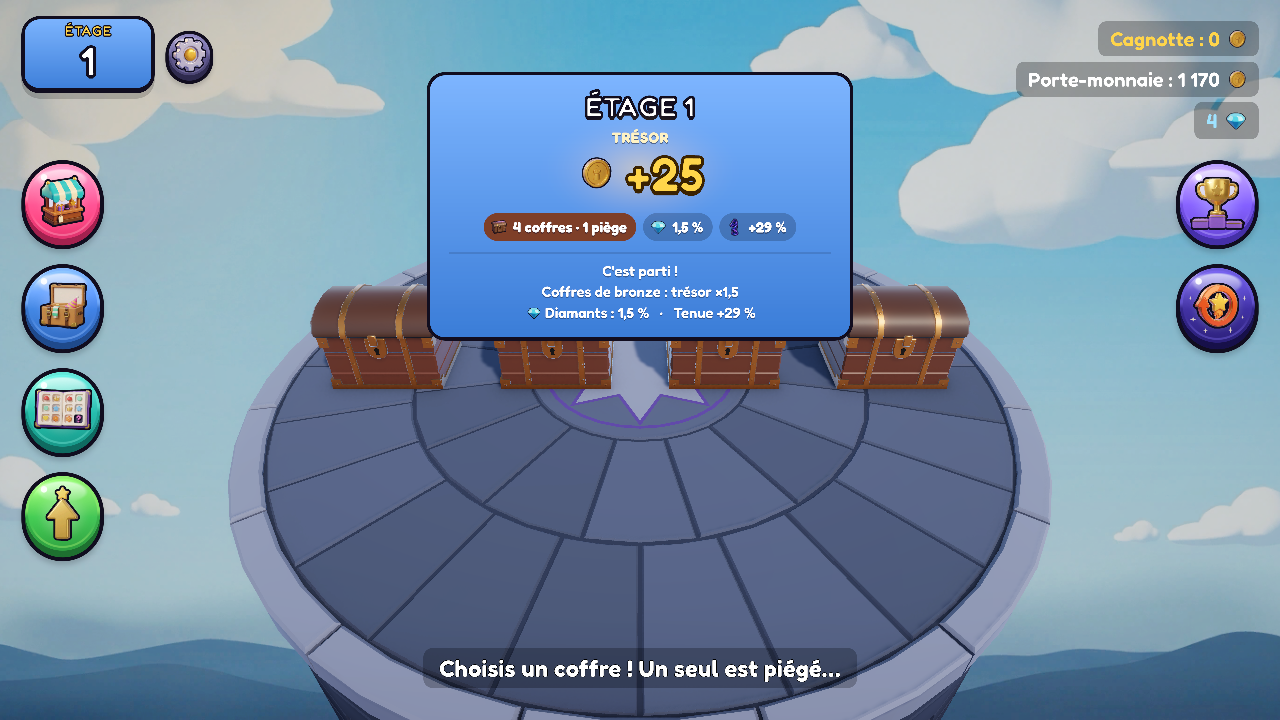 ÉTAGE
1
Cagnotte : 0
Porte-monnaie : 1 170
4
ÉTAGE 1
TRÉSOR
+25
4 coffres · 1 piège
1,5 %
+29 %
C'est parti !
Coffres de bronze : trésor ×1,5
Diamants : 1,5 % · Tenue +29 %
Choisis un coffre ! Un seul est piégé...